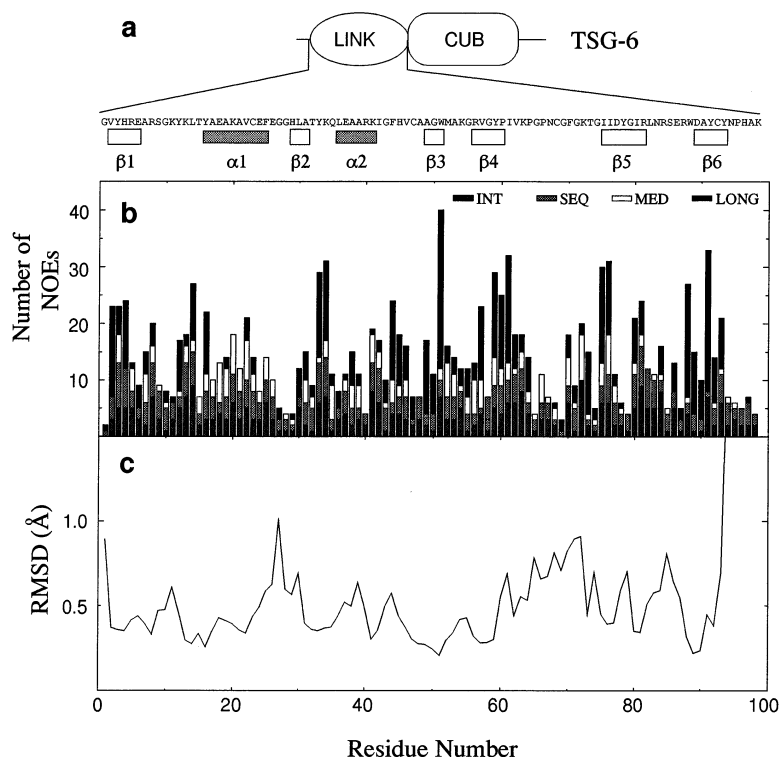 a
LINK CUB TSG-6
GVYHREARSGKYKLTYAEAKAVCEFEGGHLATYKQLEAARKIGFHVCAAGWMAKGRVGYPIVKPGPNCGFGKTGIIDYGIRLNRSERWDAYCYNPHAK
β1 α1 β2 α2 β3 β4 β5 β6
b
INT SEQ MED LONG
Number of
NOEs
40
30
20
10
c
RMSD (Å)
1.0
0.5
0 20 40 60 80 100
Residue Number